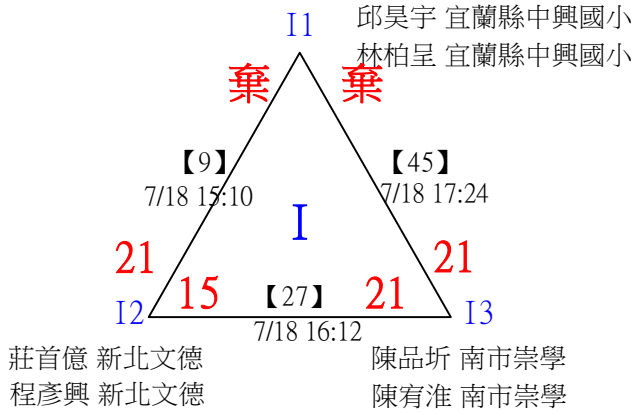 I1
邱昊宇 宜蘭縣中興國小
林柏呈 宜蘭縣中興國小
棄 棄
【9】
7/18 15:10
【45】
7/18 17:24
I
21
21
I2
15
【27】
7/18 16:12
21
I3
莊首億 新北文德
程彥興 新北文德
陳品圻 南市崇學
陳宥淮 南市崇學